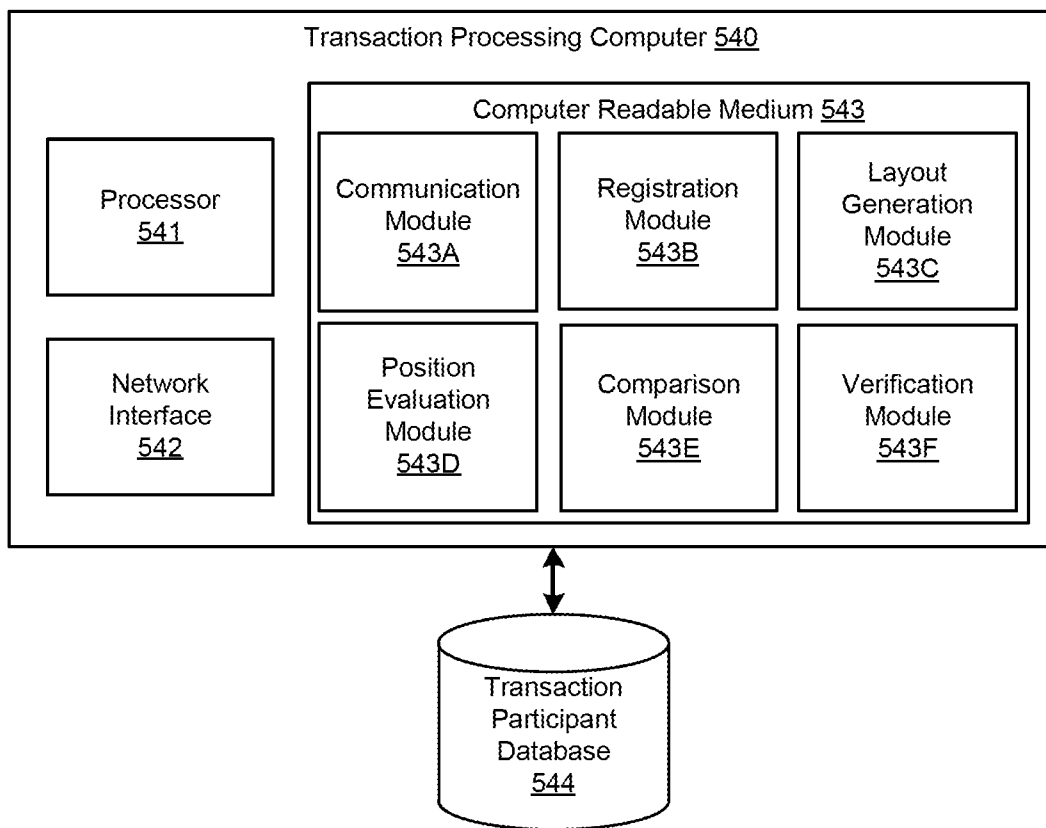 Transaction Processing Computer 540
Computer Readable Medium 543
Processor
541
Network
Interface
542
Communication
Module
543A
Registration
Module
543B
Layout
Generation
Module
543C
Position
Evaluation
Module
543D
Comparison
Module
543E
Verification
Module
543F
Transaction
Participant
Database
544